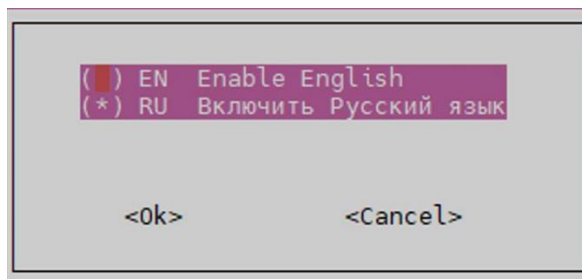 ( ) EN Enable English
(*) RU Включить Русский язык
<Ok> <Cancel>